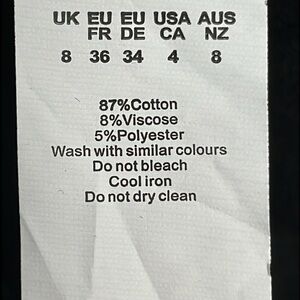 UK EU EU USA AUS
FR DE CA NZ
8 36 34 4 8
87%Cotton
8%Viscose
5%Polyester
Wash with similar colours
Do not bleach
Cool iron
Do not dry clean